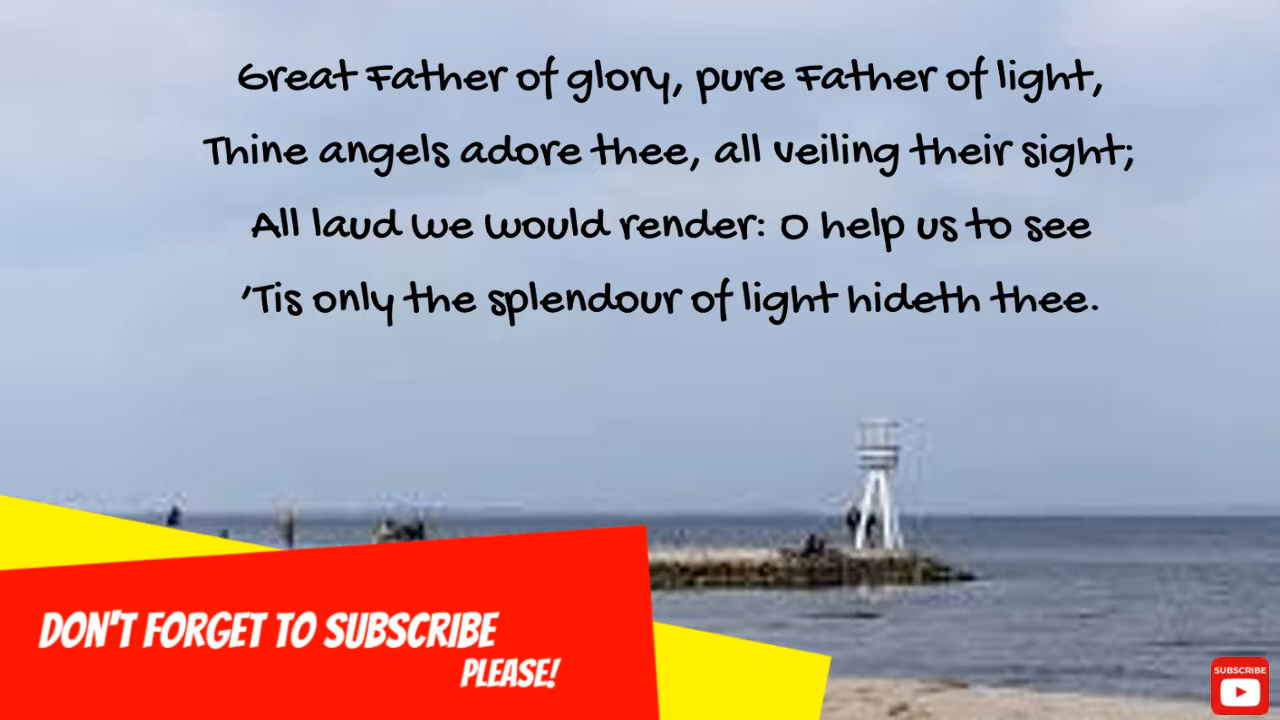 Great Father of glory, pure Father of light,
Thine angels adore thee, all veiling their sight;
All laud we would render: O help us to see
'Tis only the splendour of light hideth thee.
DON'T FORGET TO SUBSCRIBE
PLEASE!
SUBSCRIBE